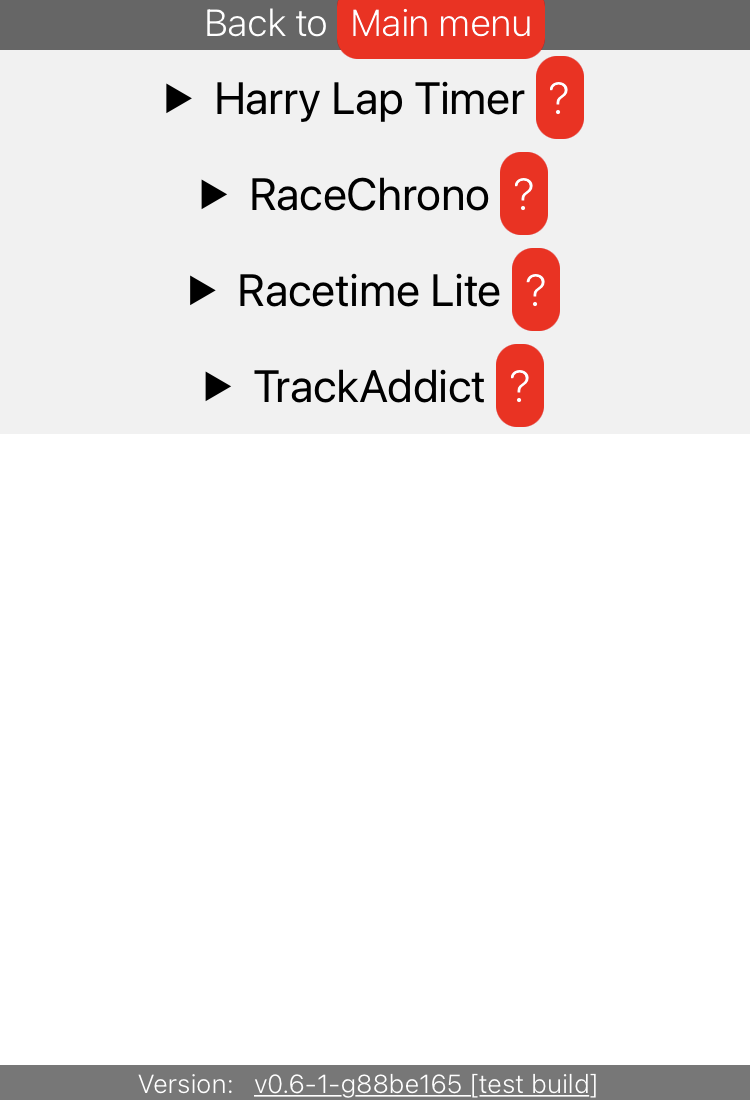 Back to Main menu
▶ Harry Lap Timer ?
▶ RaceChrono ?
▶ Racetime Lite ?
▶ TrackAddict ?
Version: v0.6-1-g88be165 [test build]